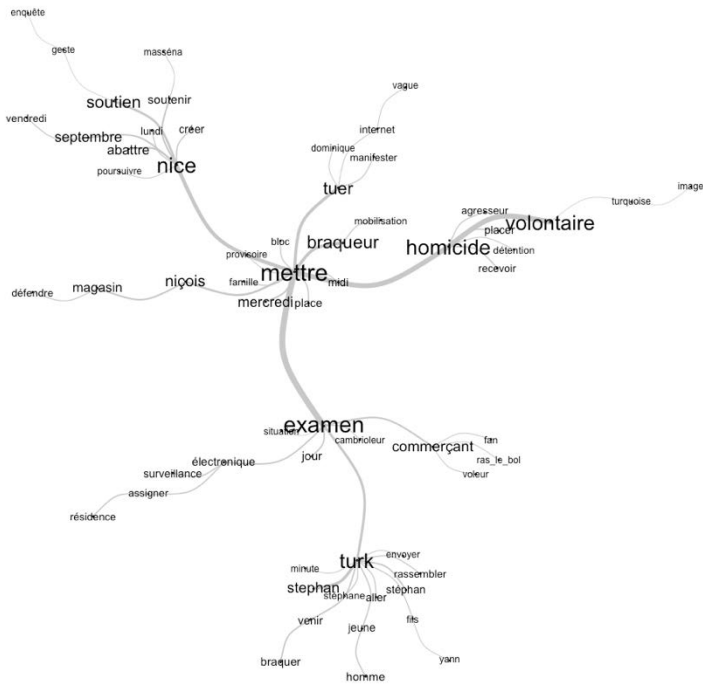 enquête
geste
masséna
soutien
soutenir
vague
vendredi
septembre
lundi
créer
internet
abattre
dominique
manifester
nice
poursuivre
tuer
turquoise
image
agresseur
mobilisation
volontaire
placer
bloc
braqueur
homicide
détention
provisoire
recevoir
mettre
niçois
famille
midi
magasin
défendre
mercredi
place
examen
situation
cambrioleur
commerçant
fan
jour
ras_le_bol
électronique
voleur
surveillance
assigner
résidence
turk
envoyer
minute
rassembler
stephan
stéphane
aller
stéphan
venir
jeune
fils
braquer
yann
homme